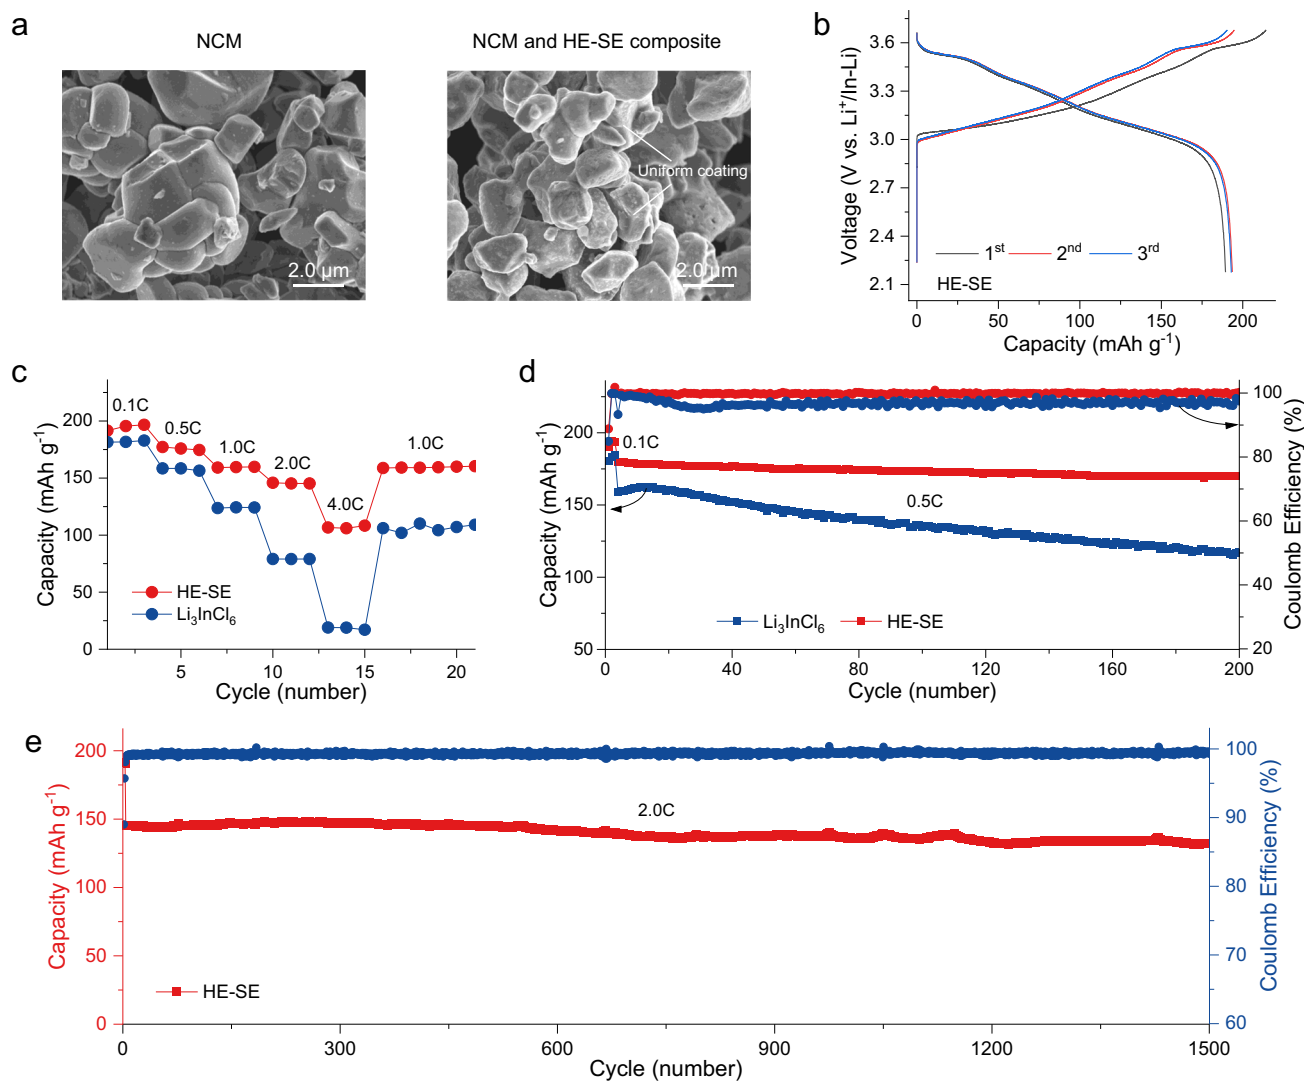 a
NCM
NCM and HE-SE composite
Uniform coating
2.0 μm
2.0 μm
b
Voltage (V vs. Li⁺/In-Li)
3.6
3.3
3.0
2.7
2.4
2.1
1ˢᵗ
2ⁿᵈ
3ʳᵈ
HE-SE
0
50
100
150
200
Capacity (mAh g⁻¹)
c
Capacity (mAh g⁻¹)
200
150
100
50
0
0.1C
0.5C
1.0C
2.0C
4.0C
1.0C
HE-SE
Li₃InCl₆
5
10
15
20
Cycle (number)
d
Capacity (mAh g⁻¹)
200
150
100
50
0.1C
0.5C
Li₃InCl₆
HE-SE
0
40
80
120
160
200
Cycle (number)
100
80
60
40
20
Coulomb Efficiency (%)
e
Capacity (mAh g⁻¹)
200
150
100
50
0
2.0C
HE-SE
0
300
600
900
1200
1500
Cycle (number)
100
90
80
70
60
Coulomb Efficiency (%)